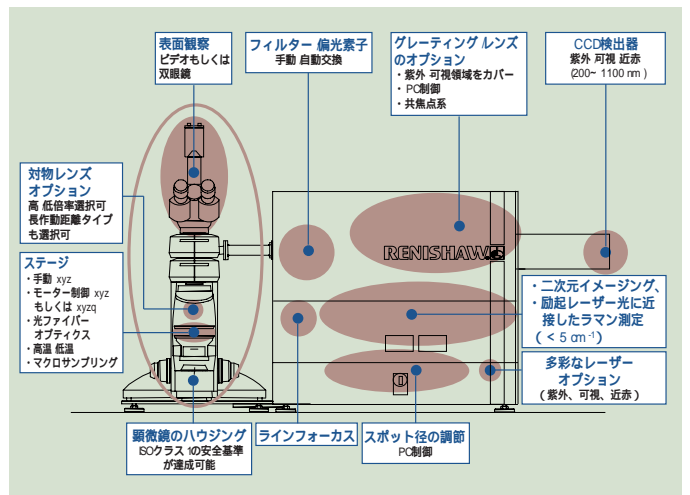 表面観察
ビデオもしくは
双眼鏡
フィルター 偏光素子
手動 自動交換
グレーティング レンズ
のオプション
・紫外 可視領域をカバー
・PC制御
・共焦点系
CCD検出器
紫外 可視 近赤
(200~ 1100 nm )
対物レンズ
オプション
高 低倍率選択可
長作動距離タイプ
も選択可
ステージ
・手動 xyz
・モーター制御 xyz
もしくは xyzq
・光ファイバー
オプティクス
・高温 低温
・マクロサンプリング
RENISHAW
・二次元イメージング、
・励起レーザー光に近
接したラマン測定
( < 5 cm⁻¹)
多彩なレーザー
オプション
( 紫外、可視、近赤 )
顕微鏡のハウジング
ISOクラス 1の安全基準
が達成可能
ラインフォーカス
スポット径の調節
PC制御